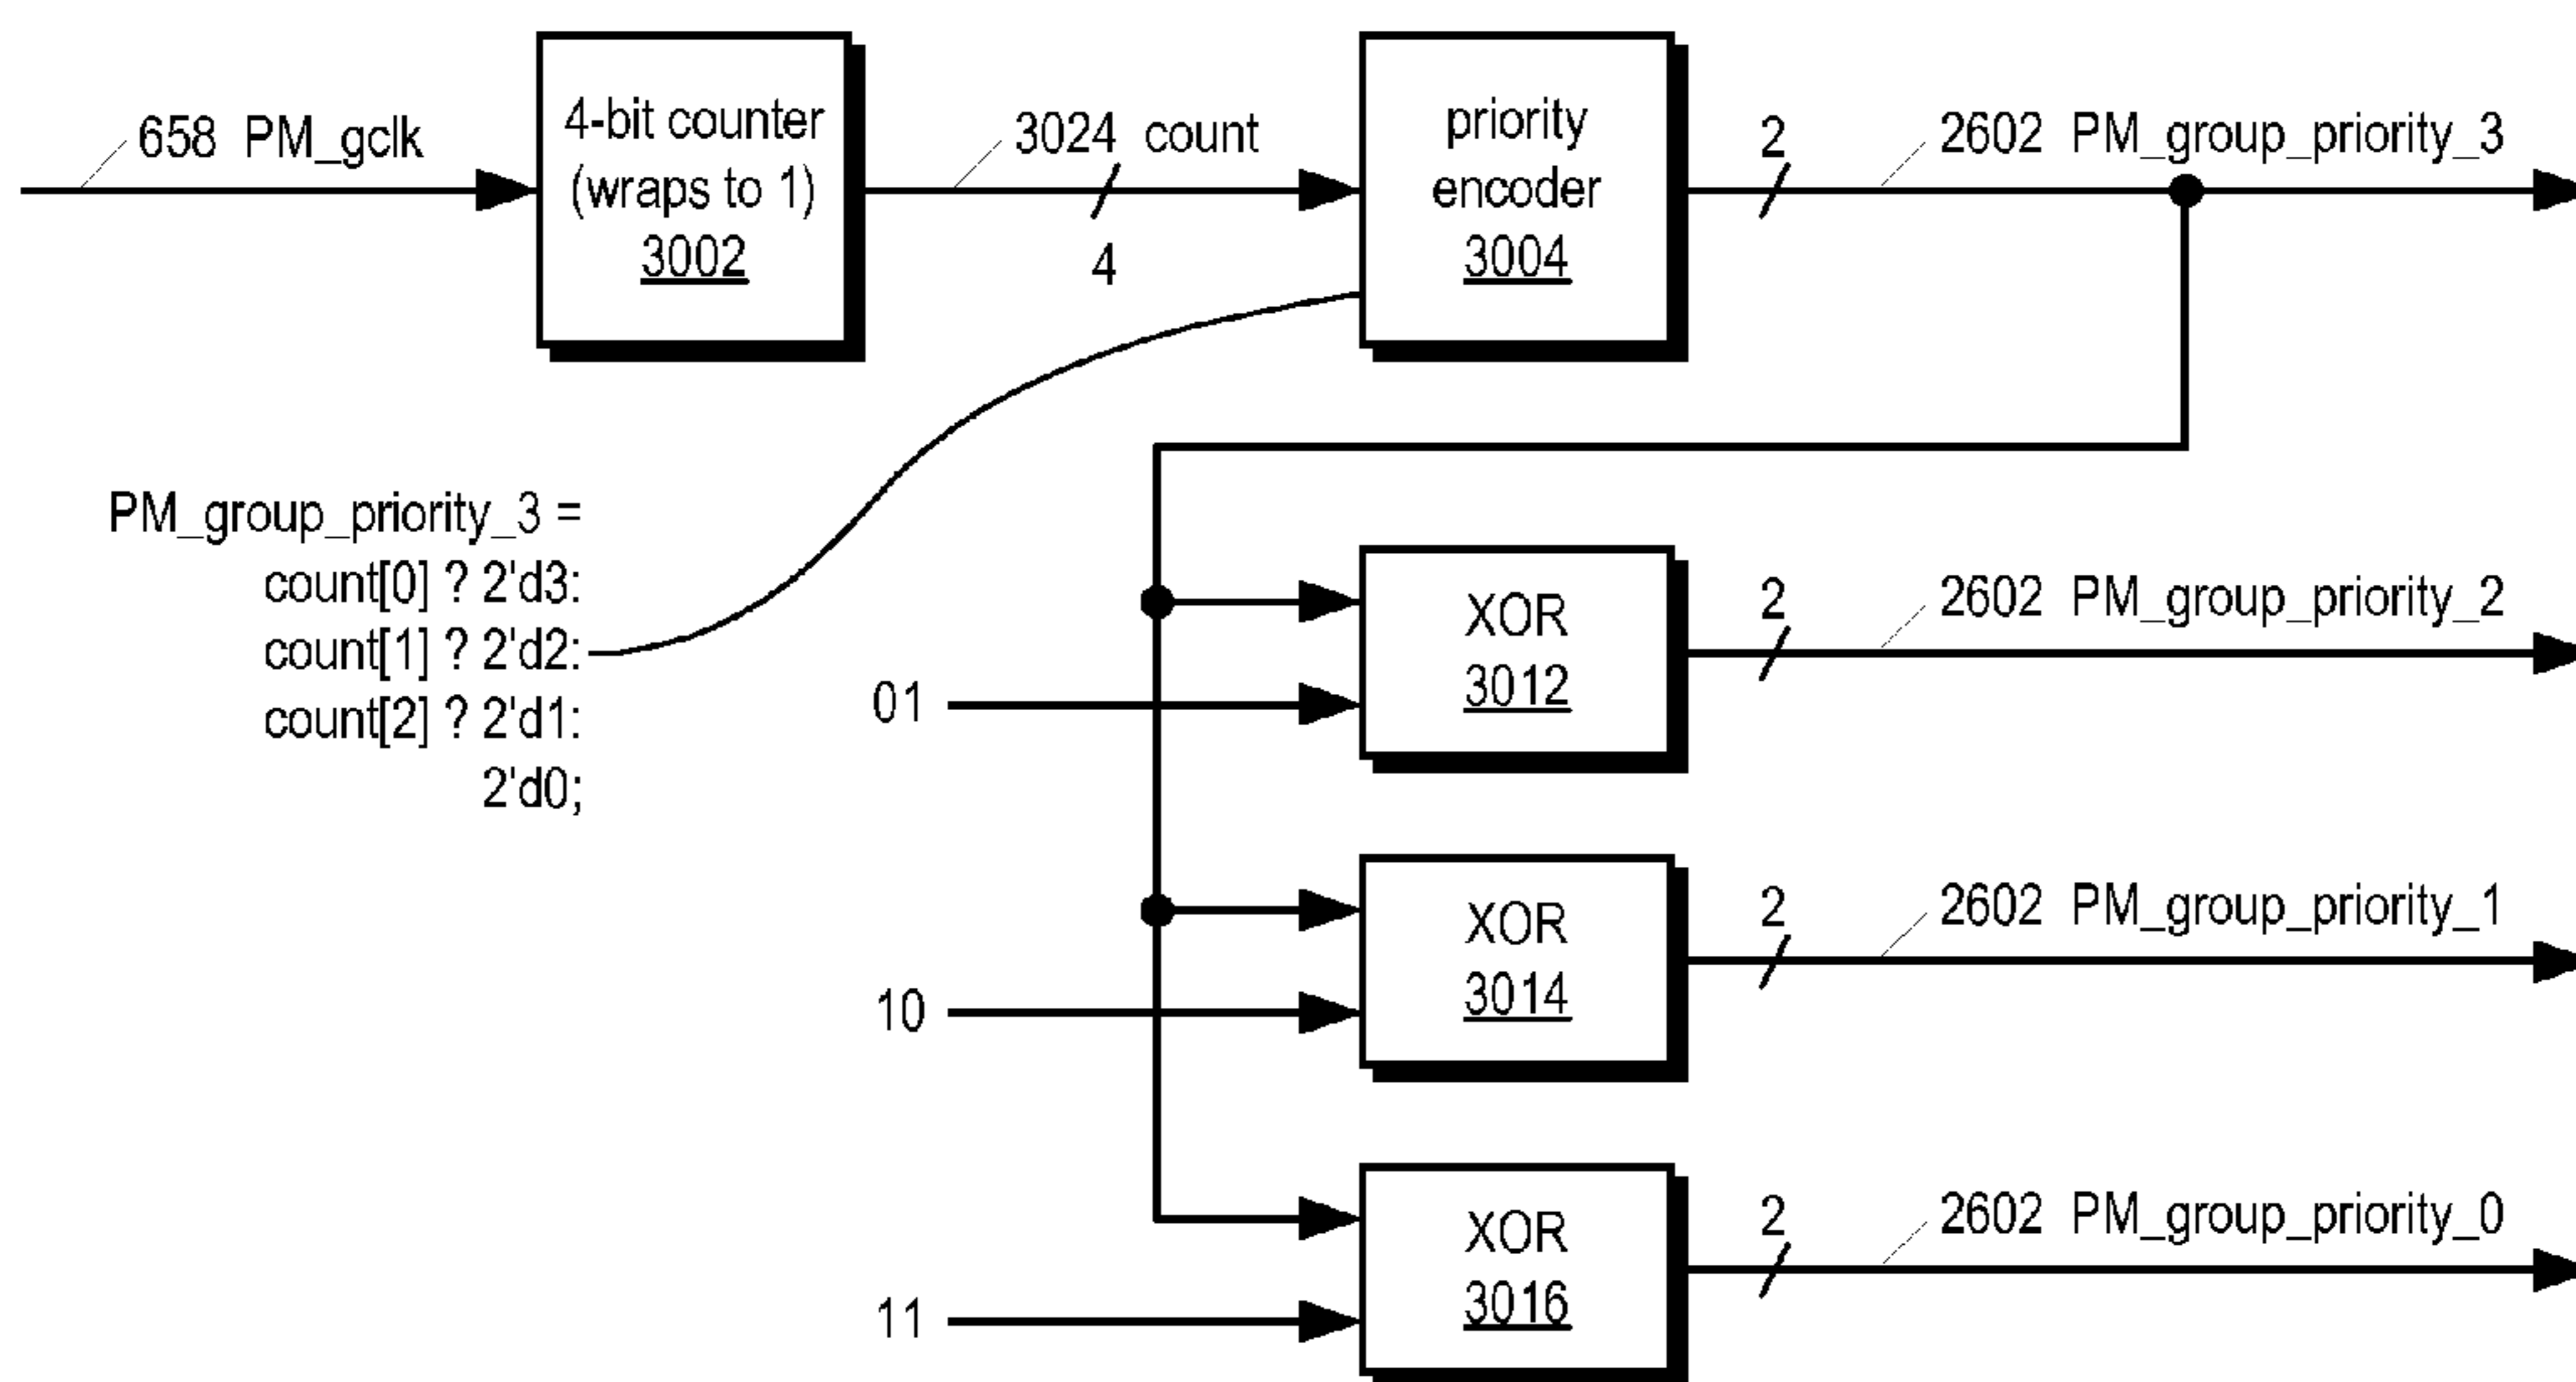 658 PM_gclk
4-bit counter
(wraps to 1)
3002
3024 count
4
priority
encoder
3004
2
2602 PM_group_priority_3
PM_group_priority_3 =
count[0] ? 2'd3:
count[1] ? 2'd2:
count[2] ? 2'd1:
2'd0;
01
XOR
3012
2
2602 PM_group_priority_2
10
XOR
3014
2
2602 PM_group_priority_1
11
XOR
3016
2
2602 PM_group_priority_0